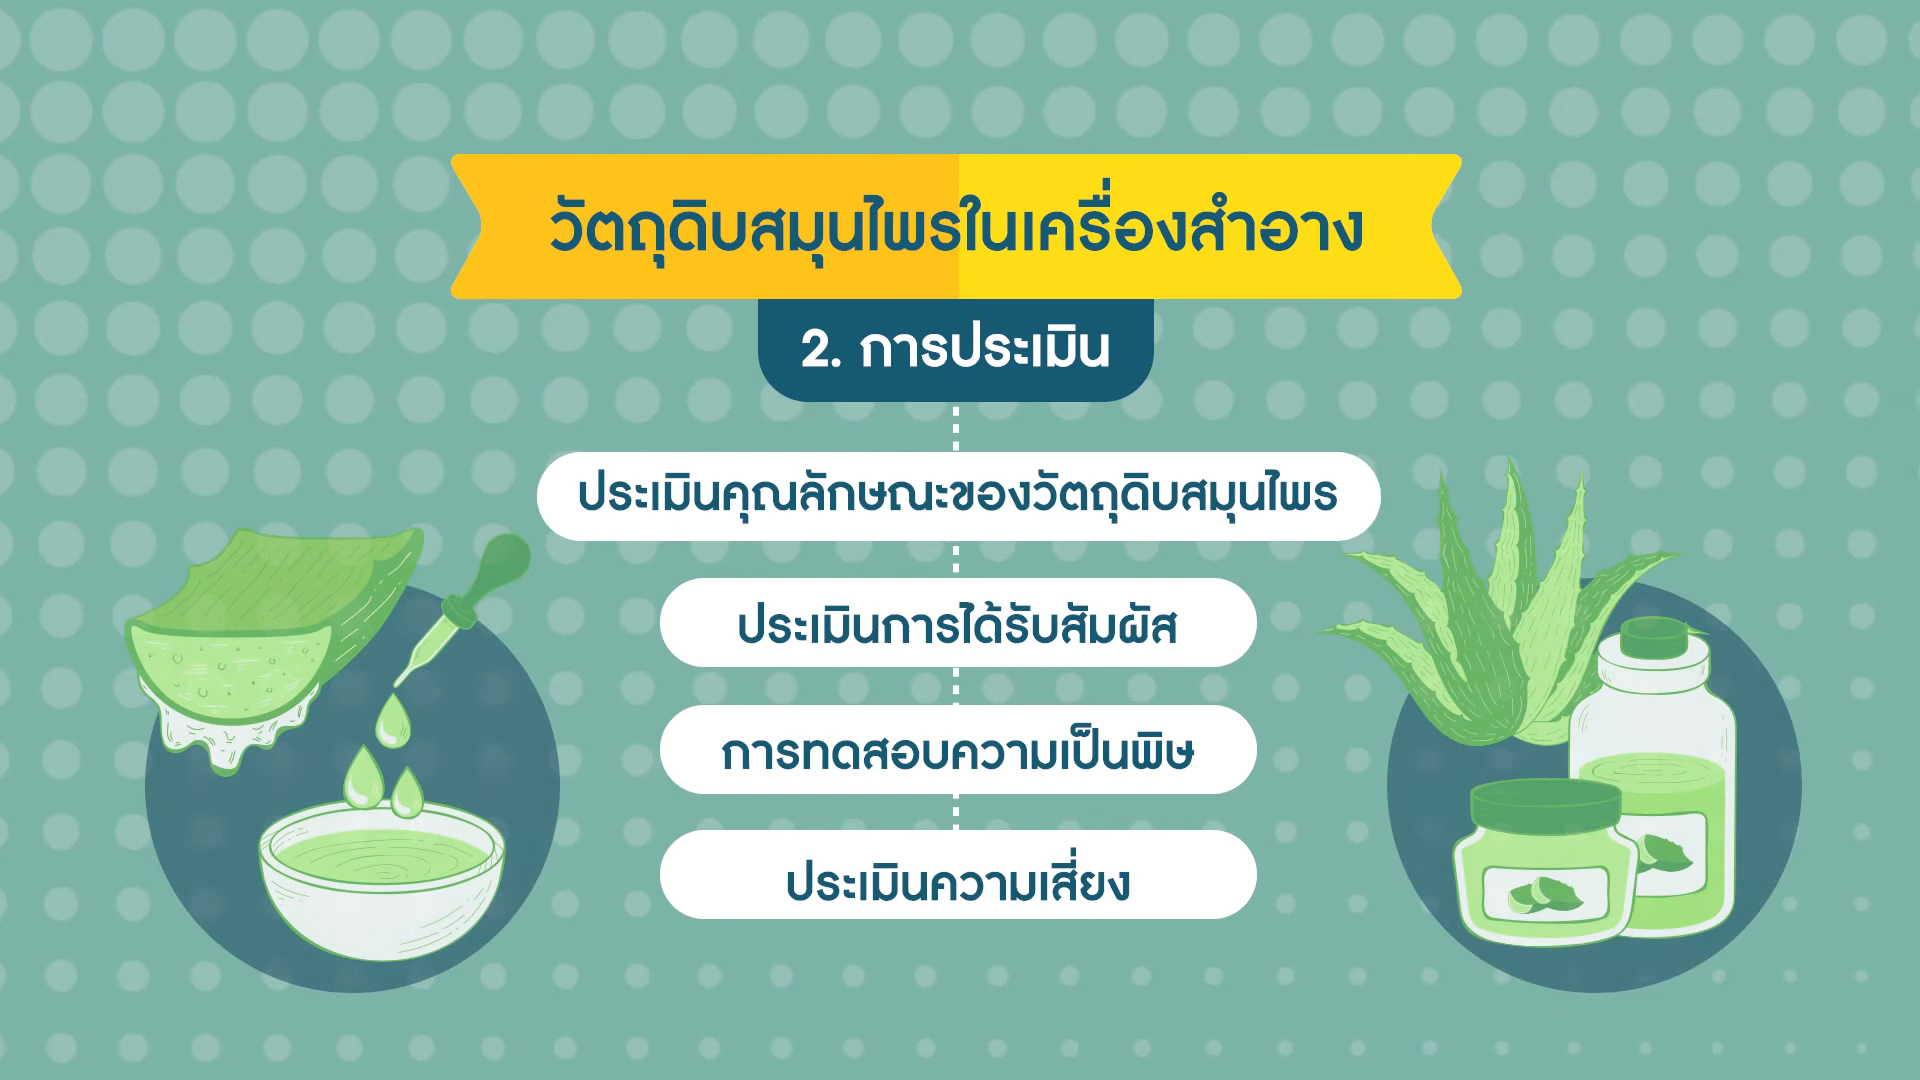 วัตถุดิบสมุนไพรในเครื่องสำอาง
2. การประเมิน
ประเมินคุณลักษณะของวัตถุดิบสมุนไพร
ประเมินการได้รับสัมผัส
การทดสอบความเป็นพิษ
ประเมินความเสี่ยง